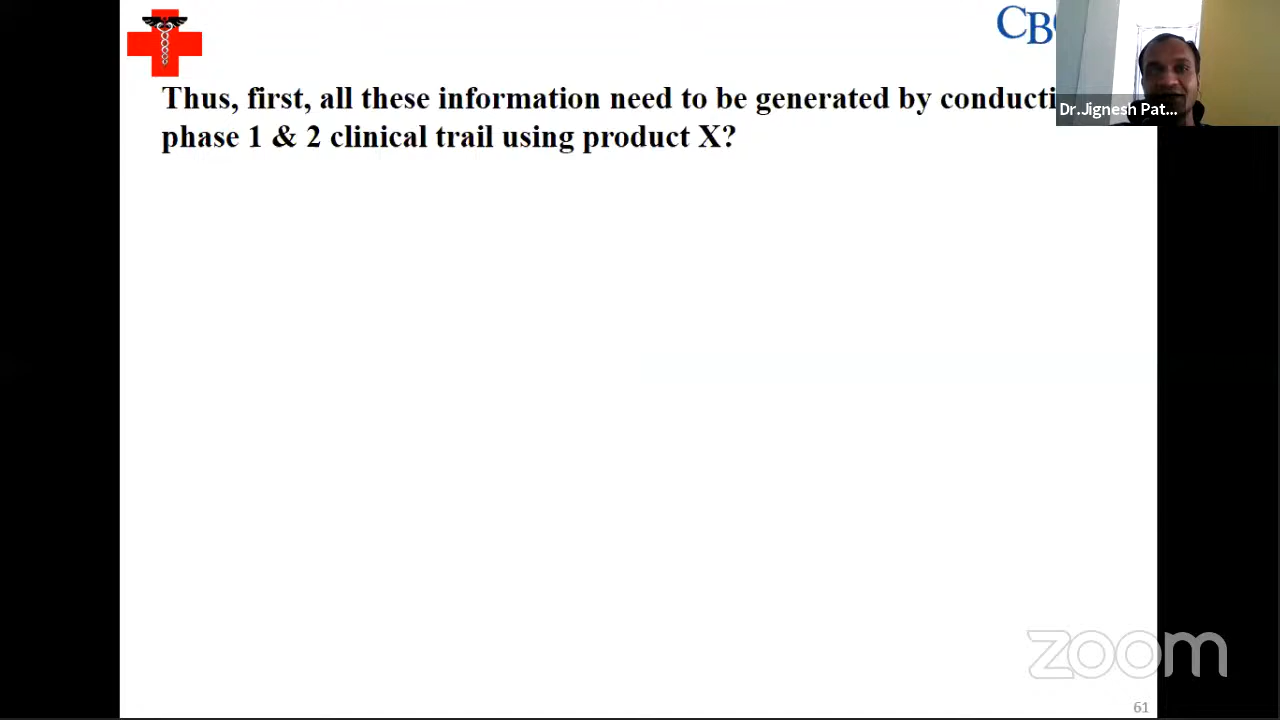 CB
Thus, first, all these information need to be generated by conducti
Dr.Jignesh Pat...
phase 1 & 2 clinical trail using product X?
zoom
61